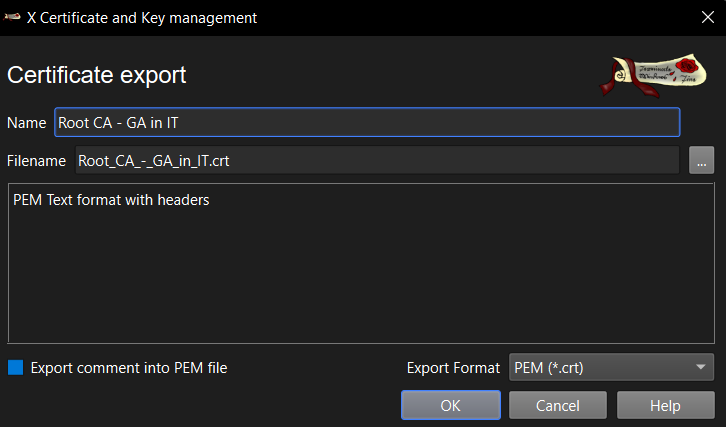 X Certificate and Key management
Certificate export
Name Root CA - GA in IT
Filename Root_CA_-_GA_in_IT.crt ...
PEM Text format with headers
Export comment into PEM file Export Format PEM (*.crt)
OK Cancel Help